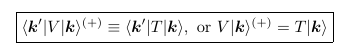 ⟨𝒌′|V|𝒌⟩⁽⁺⁾ ≡ ⟨𝒌′|T|𝒌⟩, or V|𝒌⟩⁽⁺⁾ = T|𝒌⟩